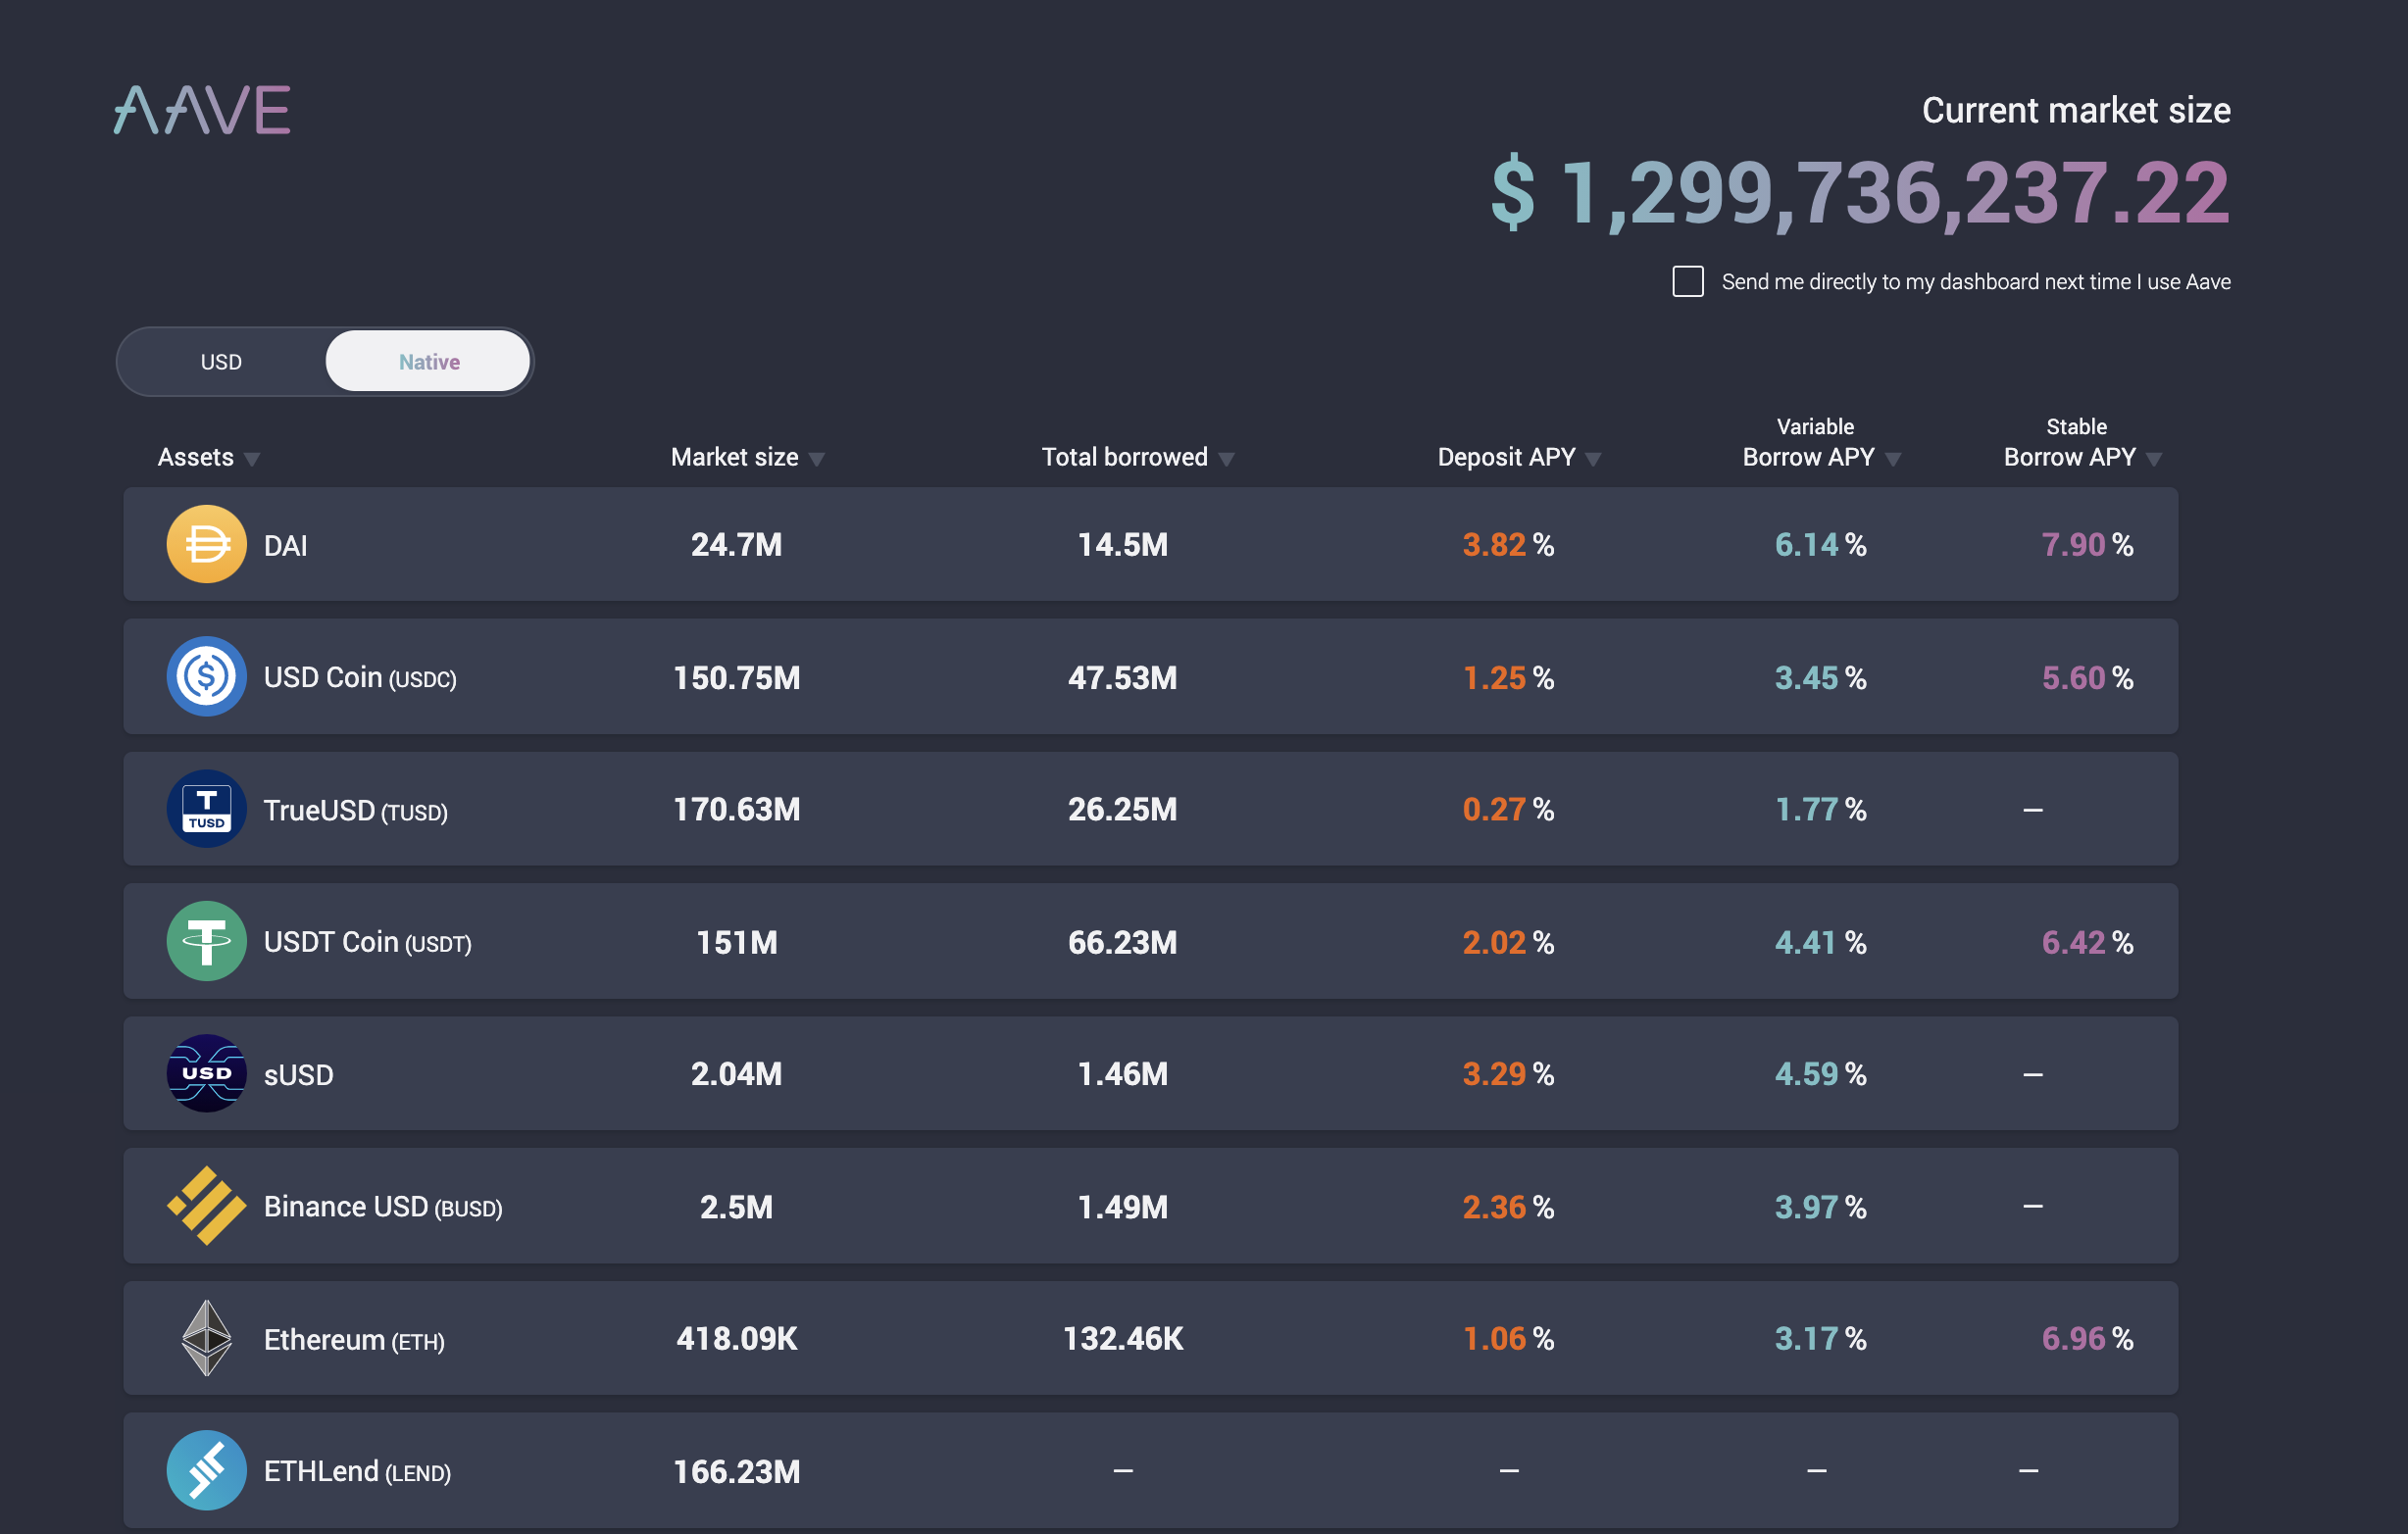 AAVE
Current market size
$ 1,299,736,237.22
Send me directly to my dashboard next time I use Aave
USD Native
Variable Stable
Assets Market size Total borrowed Deposit APY Borrow APY Borrow APY
DAI 24.7M 14.5M 3.82 % 6.14 % 7.90 %
USD Coin (USDC) 150.75M 47.53M 1.25 % 3.45 % 5.60 %
T
TUSD
TrueUSD (TUSD) 170.63M 26.25M 0.27 % 1.77 % —
USDT Coin (USDT) 151M 66.23M 2.02 % 4.41 % 6.42 %
USD
sUSD 2.04M 1.46M 3.29 % 4.59 % —
Binance USD (BUSD) 2.5M 1.49M 2.36 % 3.97 % —
Ethereum (ETH) 418.09K 132.46K 1.06 % 3.17 % 6.96 %
ETHLend (LEND) 166.23M — — — —